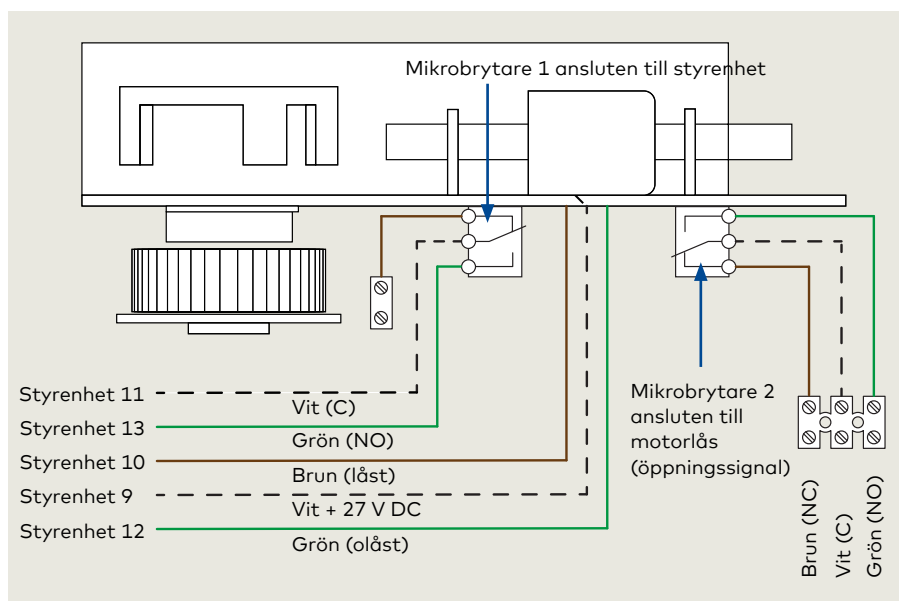 Mikrobrytare 1 ansluten till styrenhet
Styrenhet 11
Vit (C)
Styrenhet 13
Grön (NO)
Styrenhet 10
Brun (låst)
Styrenhet 9
Vit + 27 V DC
Styrenhet 12
Grön (olåst)
Mikrobrytare 2
ansluten till
motorlås
(öppningssignal)
Brun (NC)
Vit (C)
Grön (NO)